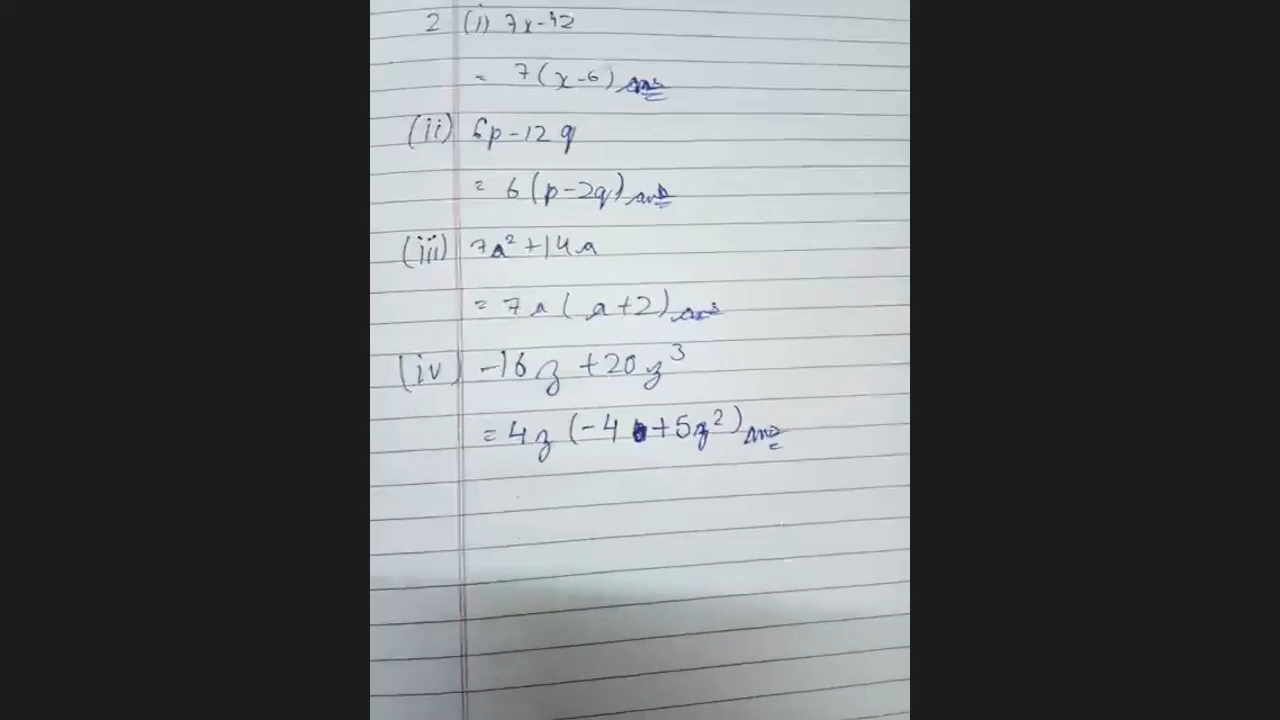 2 (i) 7x-42
= 7(x-6) ans
(ii) 6p-12q
= 6(p-2q) ans
(iii) 7a²+14a
= 7a(a+2) ans
(iv) -16z+20z³
=4z(-4+5z²) ans